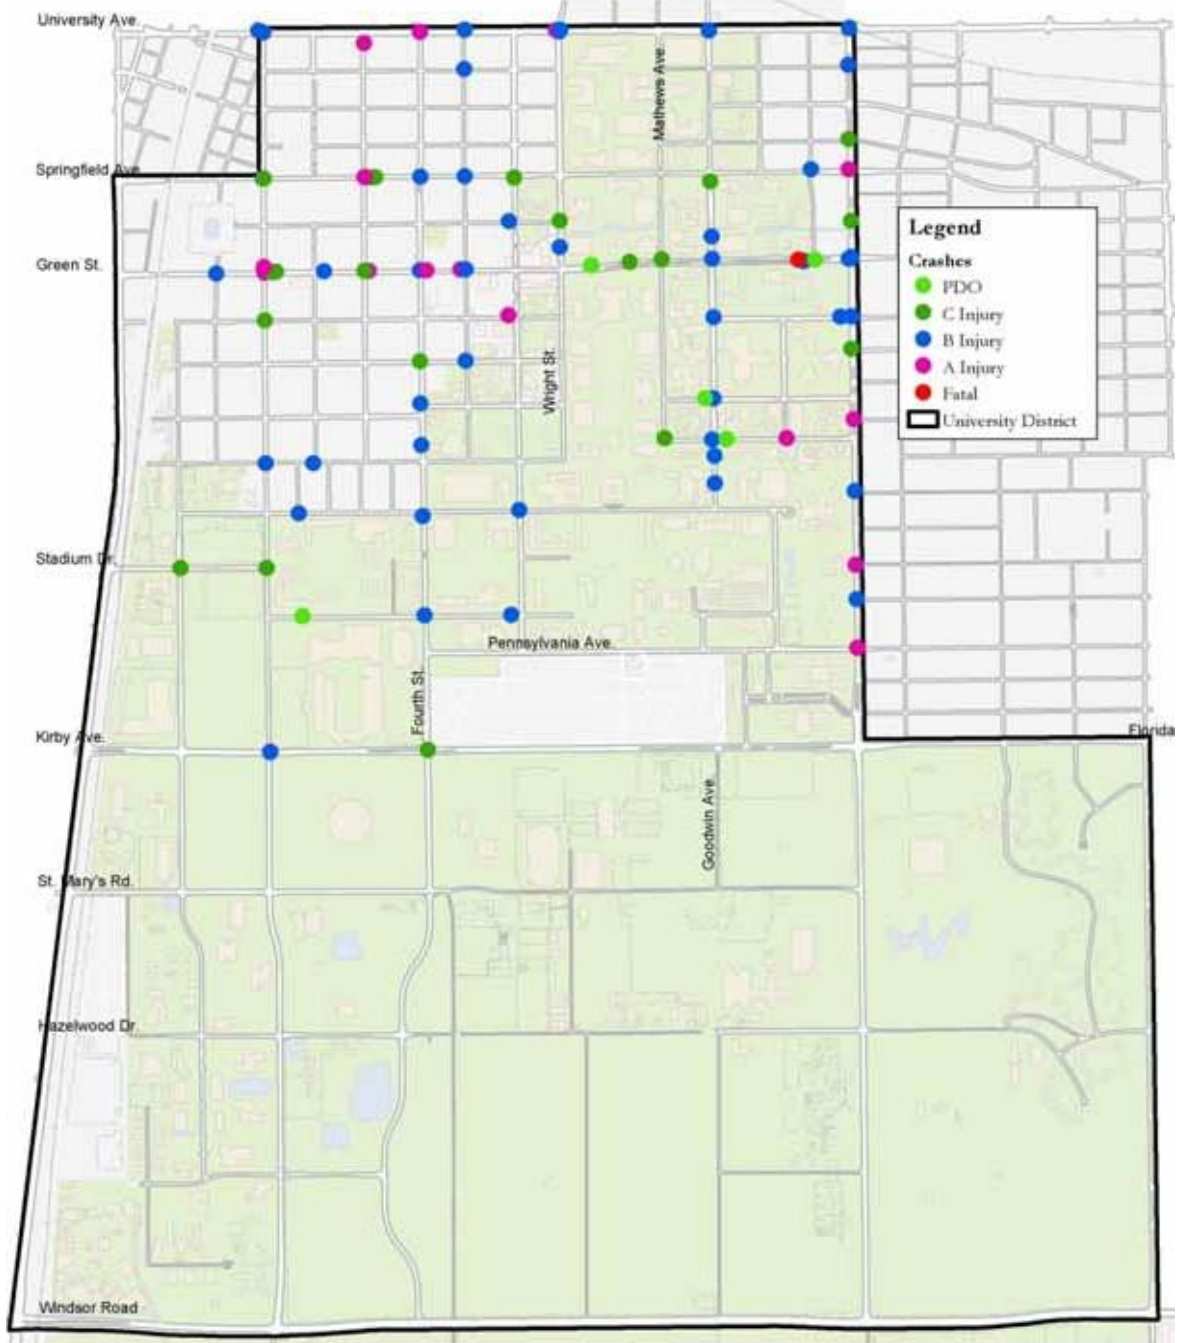 University Ave.
Mathews Ave.
Springfield Ave.
Legend
Crashes
PDO
C Injury
B Injury
A Injury
Fatal
University District
Green St.
Wright St.
Stadium Dr.
Pennsylvania Ave.
Fourth St.
Kirby Ave.
Florida
Goodwin Ave.
St. Mary's Rd.
Hazelwood Dr.
Windsor Road